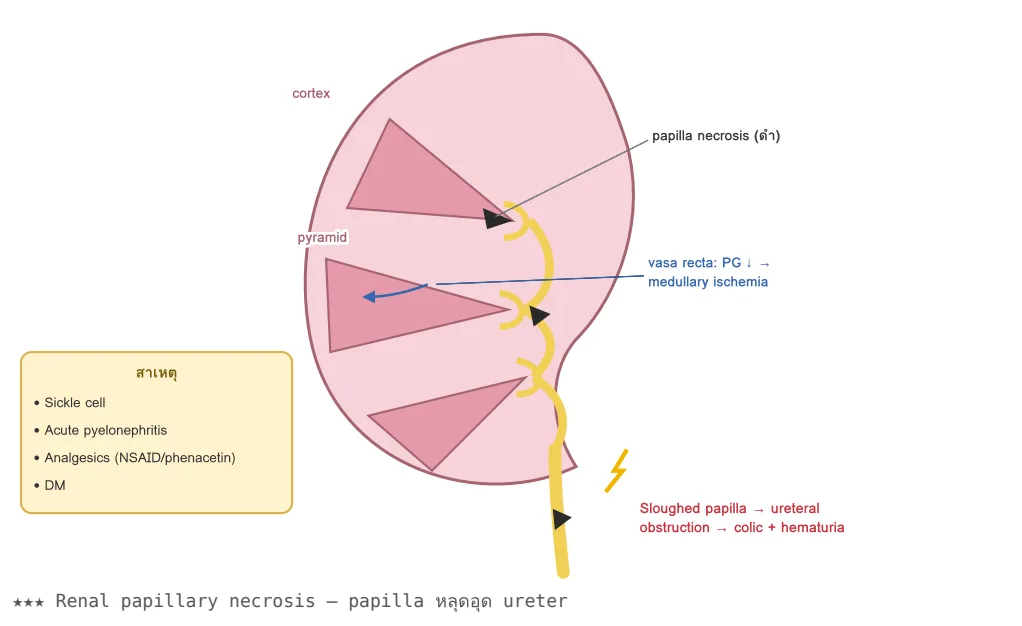 cortex
papilla necrosis (ดำ)
pyramid
vasa recta: PG ↓ →
medullary ischemia
สาเหตุ
• Sickle cell
• Acute pyelonephritis
• Analgesics (NSAID/phenacetin)
• DM
Sloughed papilla → ureteral
obstruction → colic + hematuria
★★★ Renal papillary necrosis — papilla หลุดอุด ureter